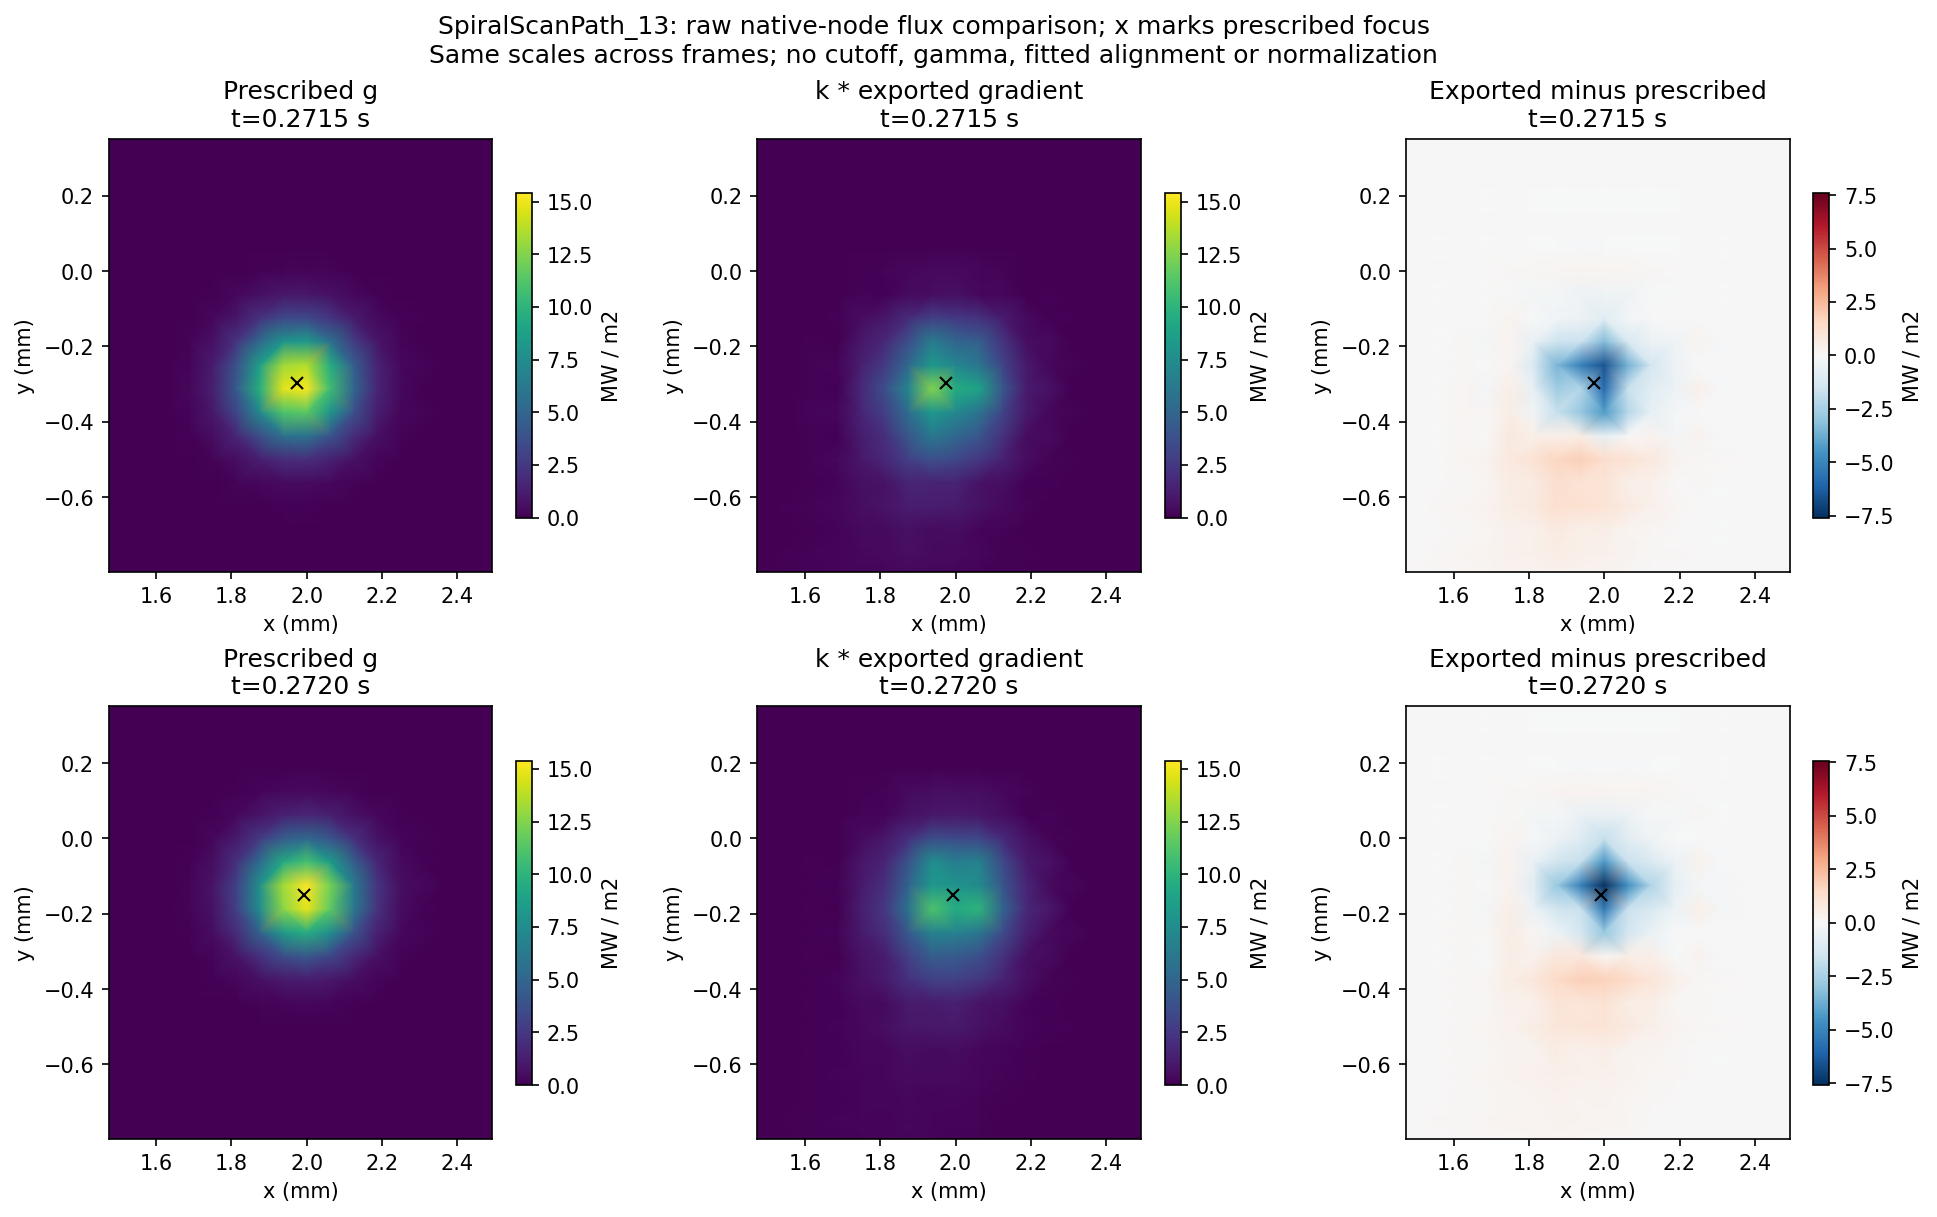 SpiralScanPath_13: raw native-node flux comparison; x marks prescribed focus
Same scales across frames; no cutoff, gamma, fitted alignment or normalization
Prescribed g
t=0.2715 s
0.2
0.0
−0.2
−0.4
−0.6
y (mm)
1.6 1.8 2.0 2.2 2.4
x (mm)
15.0
12.5
10.0
7.5
5.0
2.5
0.0
MW / m2
k * exported gradient
t=0.2715 s
0.2
0.0
−0.2
−0.4
−0.6
y (mm)
1.6 1.8 2.0 2.2 2.4
x (mm)
15.0
12.5
10.0
7.5
5.0
2.5
0.0
MW / m2
Exported minus prescribed
t=0.2715 s
0.2
0.0
−0.2
−0.4
−0.6
y (mm)
1.6 1.8 2.0 2.2 2.4
x (mm)
7.5
5.0
2.5
0.0
−2.5
−5.0
−7.5
MW / m2
Prescribed g
t=0.2720 s
0.2
0.0
−0.2
−0.4
−0.6
y (mm)
1.6 1.8 2.0 2.2 2.4
x (mm)
15.0
12.5
10.0
7.5
5.0
2.5
0.0
MW / m2
k * exported gradient
t=0.2720 s
0.2
0.0
−0.2
−0.4
−0.6
y (mm)
1.6 1.8 2.0 2.2 2.4
x (mm)
15.0
12.5
10.0
7.5
5.0
2.5
0.0
MW / m2
Exported minus prescribed
t=0.2720 s
0.2
0.0
−0.2
−0.4
−0.6
y (mm)
1.6 1.8 2.0 2.2 2.4
x (mm)
7.5
5.0
2.5
0.0
−2.5
−5.0
−7.5
MW / m2